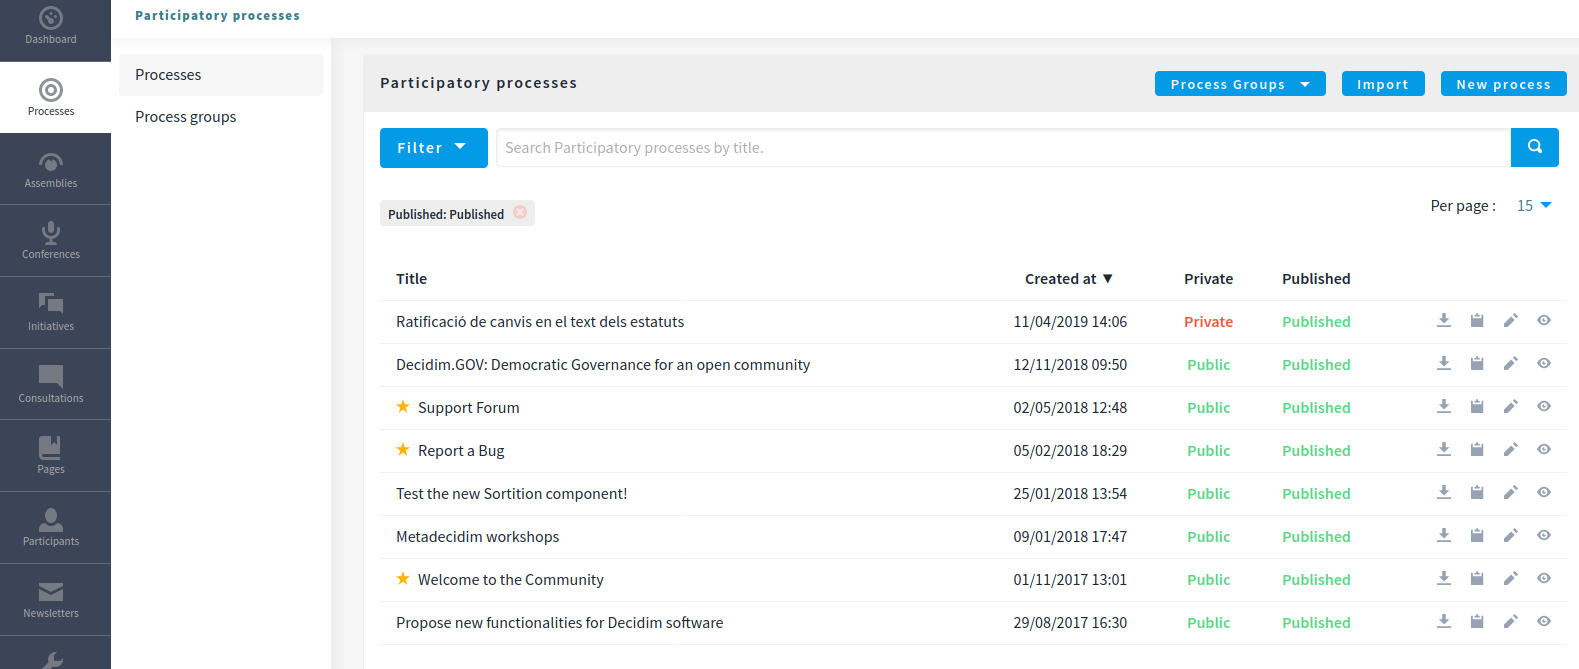 Participatory processes
Dashboard
Processes
Assemblies
Conferences
Initiatives
Consultations
Pages
Participants
Newsletters
Processes
Process groups
Participatory processes
Process Groups
Import
New process
Filter
Search Participatory processes by title.
Published: Published
Per page : 15
Title Created at ▼ Private Published
Ratificació de canvis en el text dels estatuts 11/04/2019 14:06 Private Published
Decidim.GOV: Democratic Governance for an open community 12/11/2018 09:50 Public Published
Support Forum 02/05/2018 12:48 Public Published
Report a Bug 05/02/2018 18:29 Public Published
Test the new Sortition component! 25/01/2018 13:54 Public Published
Metadecidim workshops 09/01/2018 17:47 Public Published
Welcome to the Community 01/11/2017 13:01 Public Published
Propose new functionalities for Decidim software 29/08/2017 16:30 Public Published